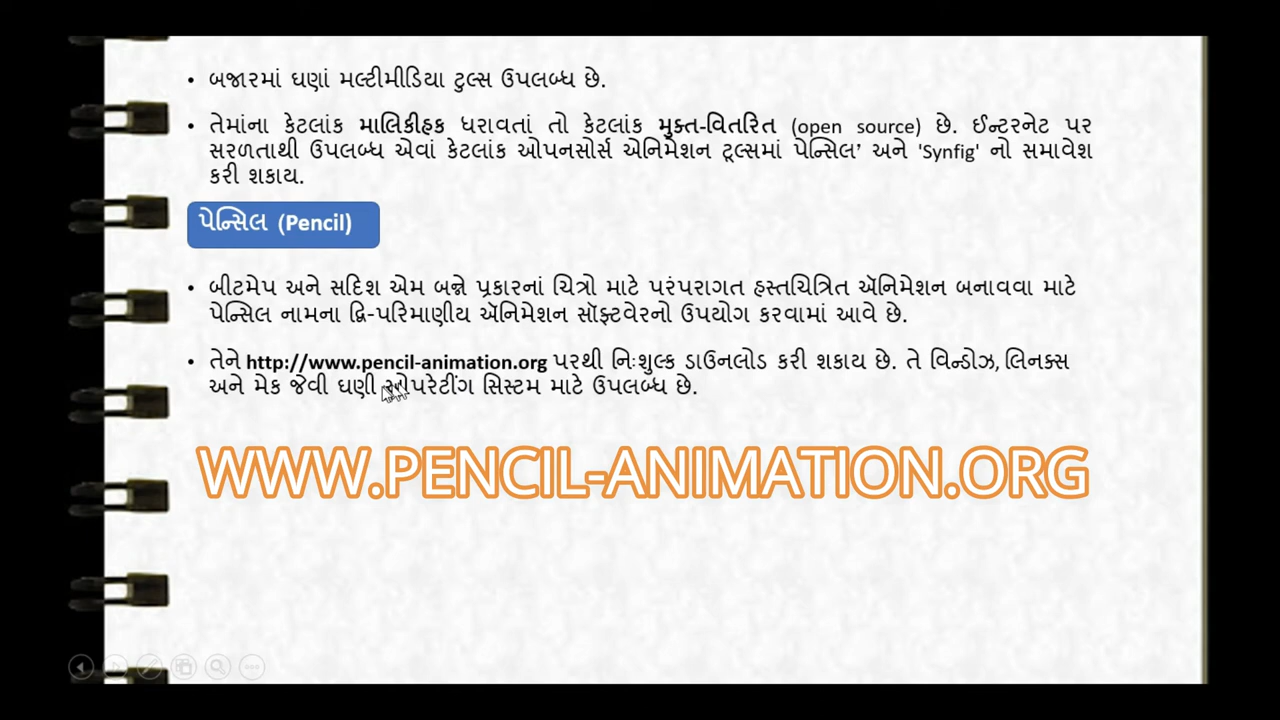 • બજારમાં ઘણાં મલ્ટીમીડિયા ટુલ્સ ઉપલબ્ધ છે.
• તેમાંના કેટલાંક માલિકીહક ધરાવતાં તો કેટલાંક મુક્ત-વિતરિત (open source) છે. ઈન્ટરનેટ પર
સરળતાથી ઉપલબ્ધ એવાં કેટલાંક ઓપનસોર્સ એનિમેશન ટૂલ્સમાં પેન્સિલ’ અને 'Synfig' નો સમાવેશ
કરી શકાય.
પેન્સિલ (Pencil)
• બીટમેપ અને સદિશ એમ બન્ને પ્રકારનાં ચિત્રો માટે પરંપરાગત હસ્તચિત્રિત ઍનિમેશન બનાવવા માટે
પેન્સિલ નામના દ્વિ-પરિમાણીય ઍનિમેશન સૉફ્ટવેરનો ઉપયોગ કરવામાં આવે છે.
• તેને http://www.pencil-animation.org પરથી નિઃશુલ્ક ડાઉનલોડ કરી શકાય છે. તે વિન્ડોઝ, લિનક્સ
અને મેક જેવી ઘણી ઓપરેટીંગ સિસ્ટમ માટે ઉપલબ્ધ છે.
WWW.PENCIL-ANIMATION.ORG